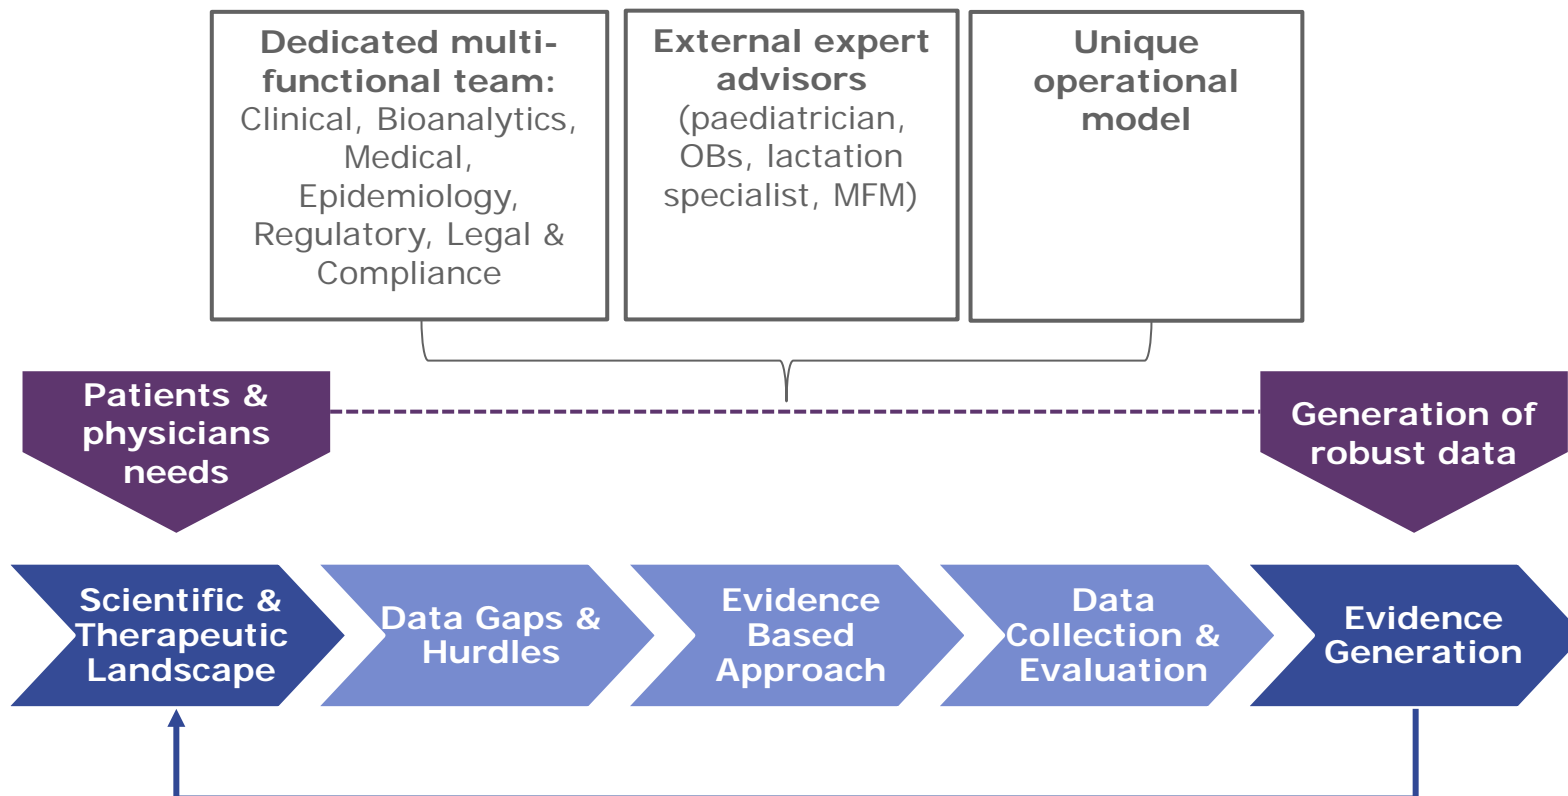 Dedicated multi-
functional team:
Clinical, Bioanalytics,
Medical,
Epidemiology,
Regulatory, Legal &
Compliance
External expert
advisors
(paediatrician,
OBs, lactation
specialist, MFM)
Unique
operational
model
Patients &
physicians
needs
Generation of
robust data
Scientific &
Therapeutic
Landscape
Data Gaps &
Hurdles
Evidence
Based
Approach
Data
Collection &
Evaluation
Evidence
Generation